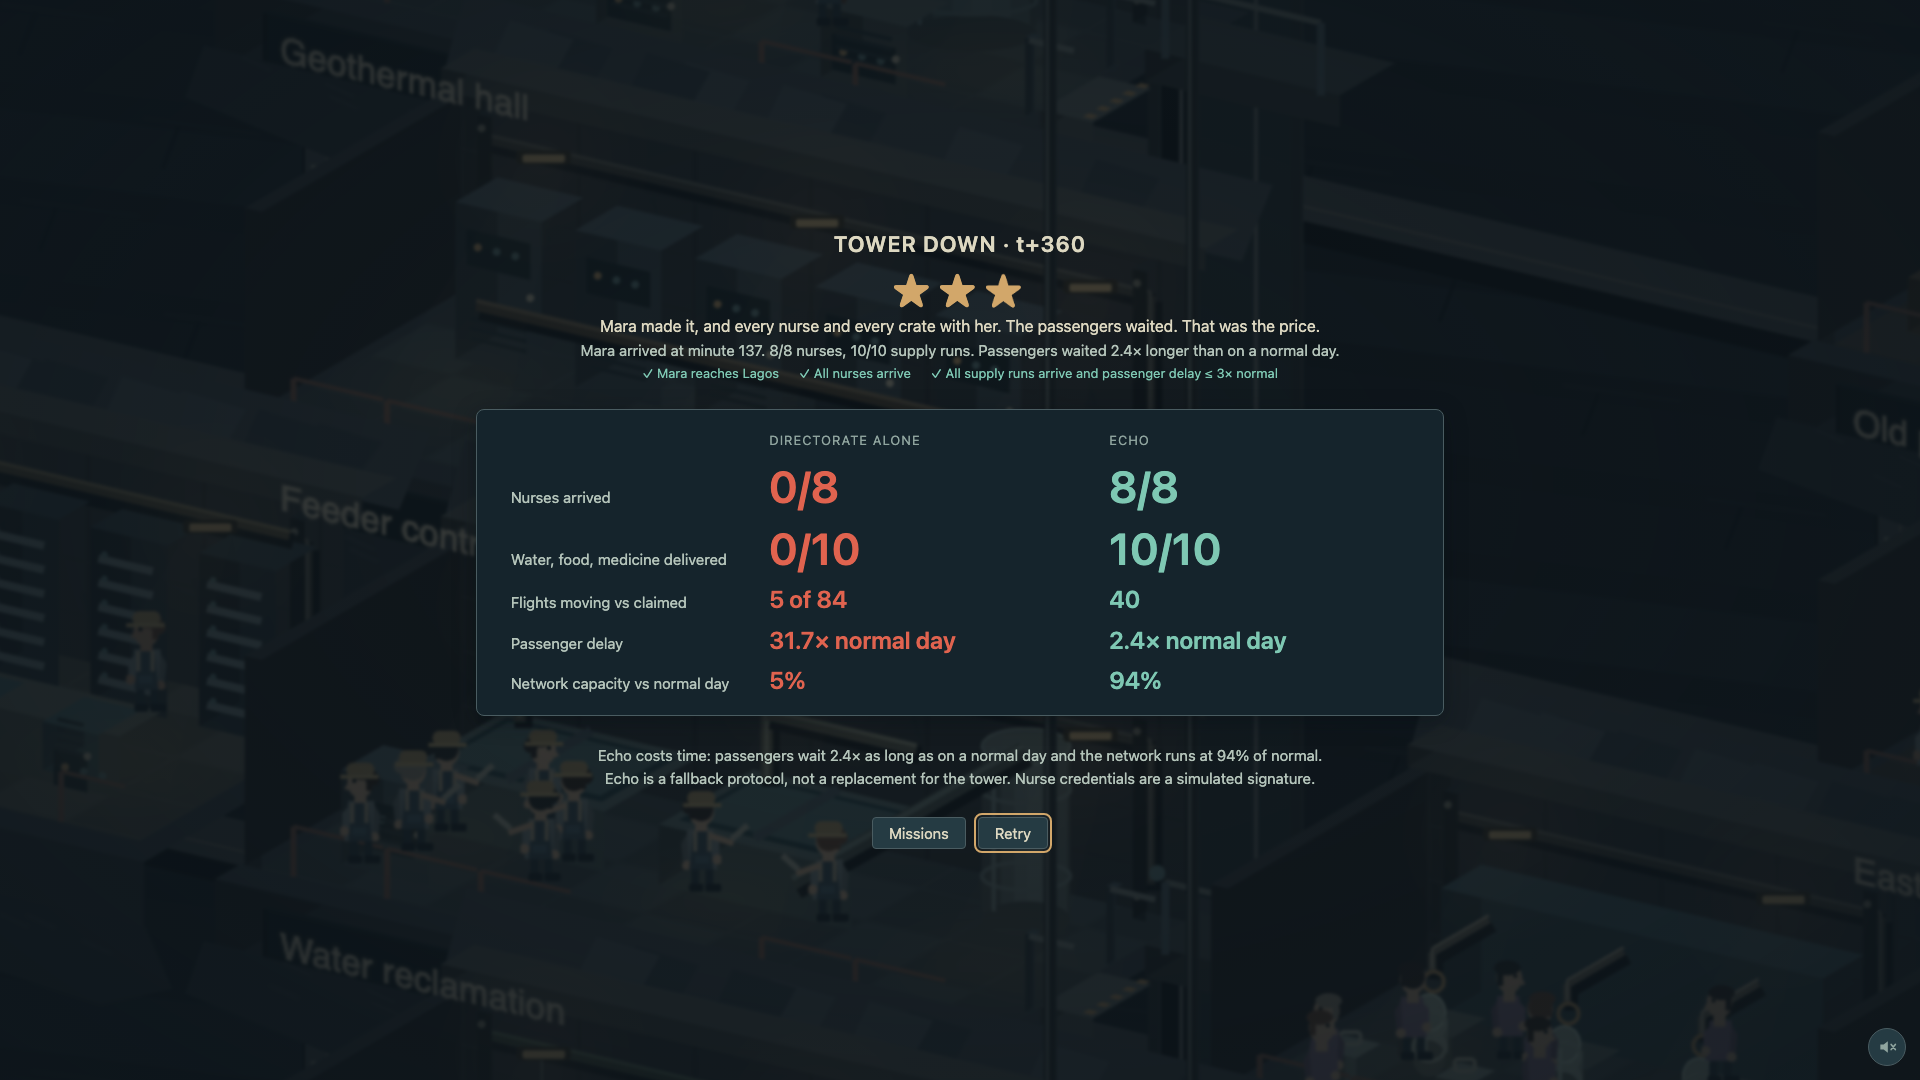 Geothermal hall
TOWER DOWN · t+360
Mara made it, and every nurse and every crate with her. The passengers waited. That was the price.
Mara arrived at minute 137. 8/8 nurses, 10/10 supply runs. Passengers waited 2.4× longer than on a normal day.
✓ Mara reaches Lagos ✓ All nurses arrive ✓ All supply runs arrive and passenger delay ≤ 3× normal
DIRECTORATE ALONE ECHO
Nurses arrived 0/8 8/8
Water, food, medicine delivered 0/10 10/10
Flights moving vs claimed 5 of 84 40
Passenger delay 31.7× normal day 2.4× normal day
Network capacity vs normal day 5% 94%
Old
Feeder contr
Echo costs time: passengers wait 2.4× as long as on a normal day and the network runs at 94% of normal.
Echo is a fallback protocol, not a replacement for the tower. Nurse credentials are a simulated signature.
Missions Retry
East
Water reclamation